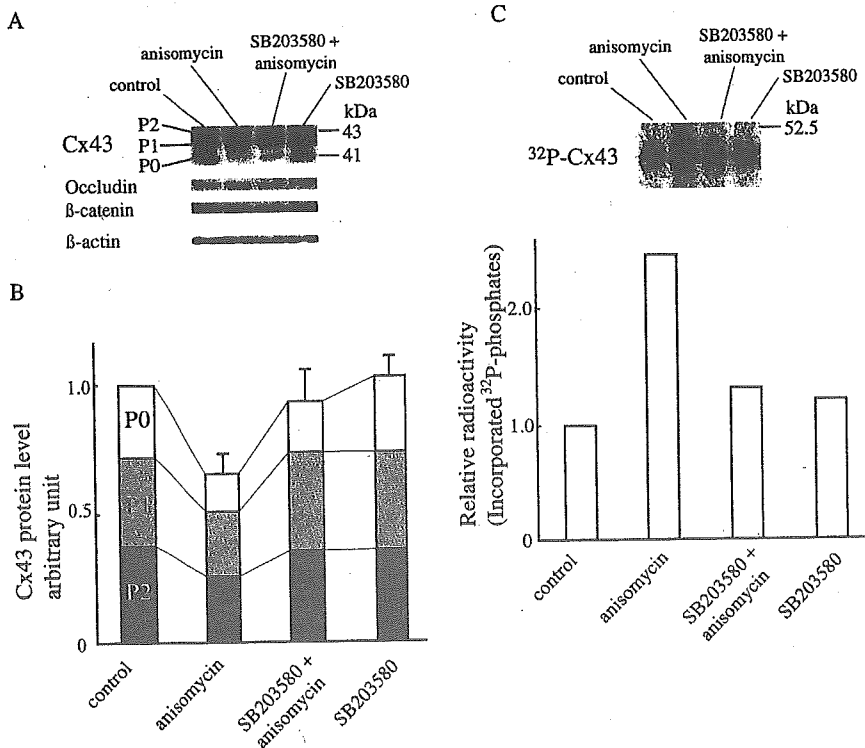 A
control
anisomycin
SB203580 +
anisomycin
SB203580
kDa
Cx43
P2
P1
P0
43
41
Occludin
ß-catenin
ß-actin
B
Cx43 protein level
arbitrary unit
1.0
0.5
0
P0
P1
P2
control
anisomycin
SB203580 +
anisomycin
SB203580
C
control
anisomycin
SB203580 +
anisomycin
SB203580
kDa
52.5
³²P-Cx43
Relative radioactivity
(Incorporated ³²P-phosphates)
2.0
1.0
0
control
anisomycin
SB203580 +
anisomycin
SB203580